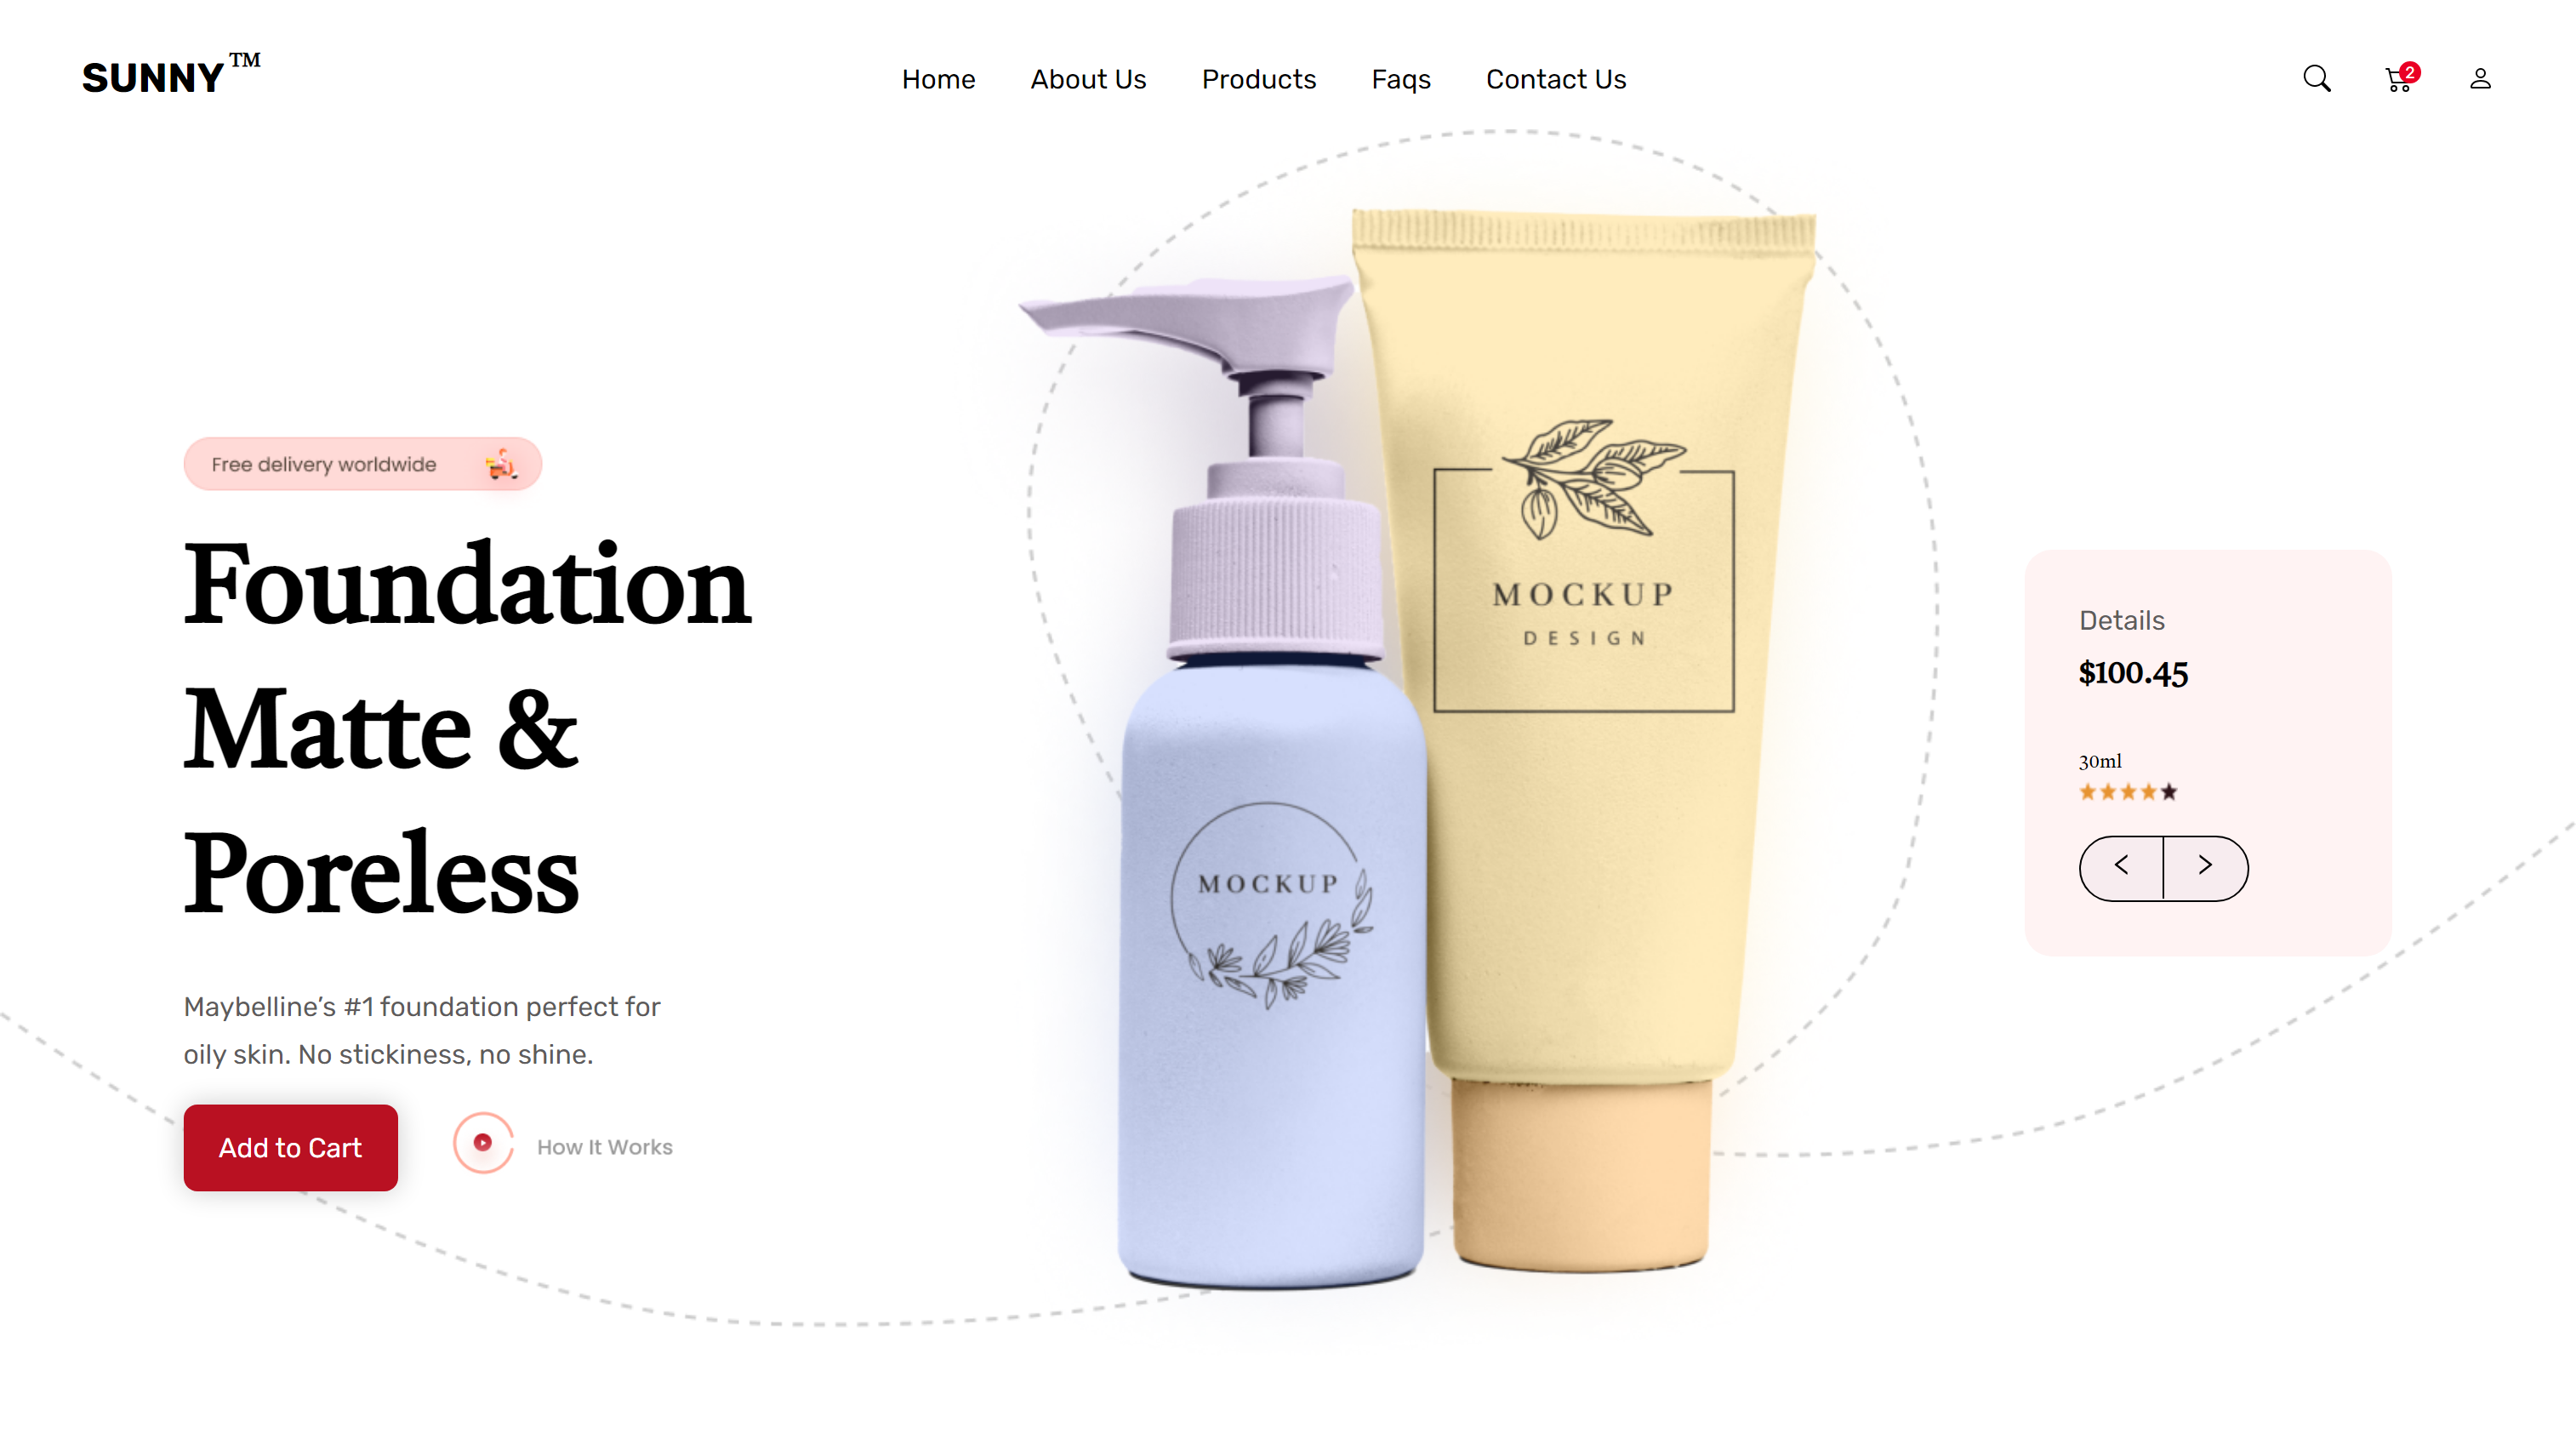 SUNNY™
Home About Us Products Faqs Contact Us
2
Free delivery worldwide
Foundation
Matte &
Poreless
Maybelline’s #1 foundation perfect for
oily skin. No stickiness, no shine.
Add to Cart
How It Works
MOCKUP
DESIGN
MOCKUP
Details
$100.45
30ml